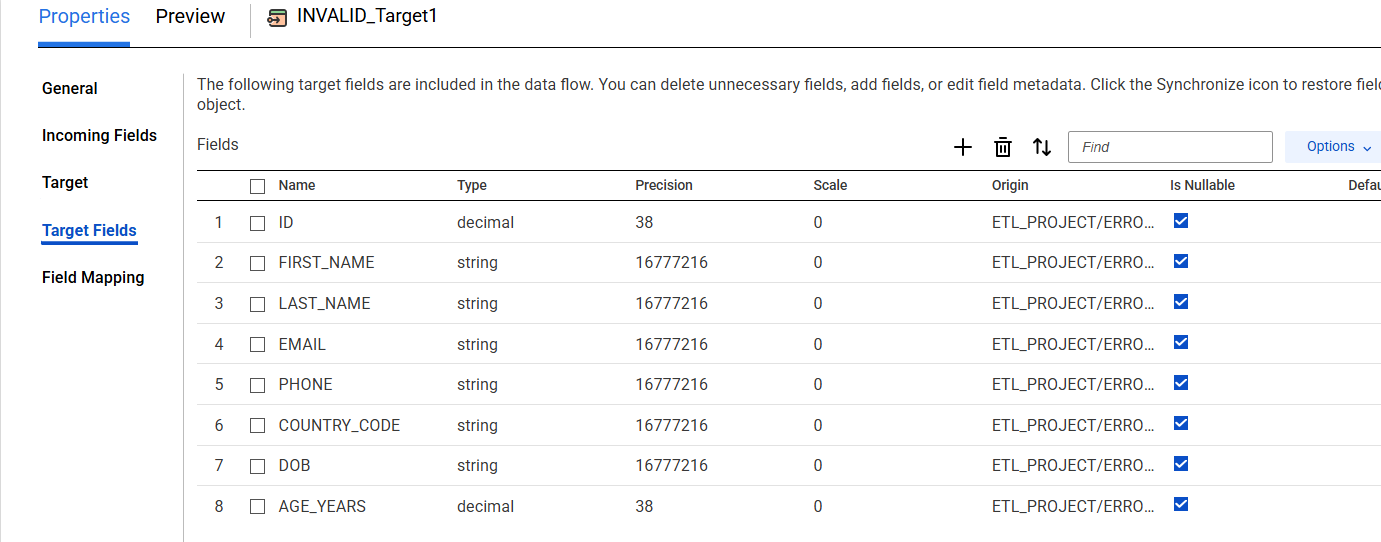 Properties Preview INVALID_Target1
General
Incoming Fields
Target
Target Fields
Field Mapping
The following target fields are included in the data flow. You can delete unnecessary fields, add fields, or edit field metadata. Click the Synchronize icon to restore
object.
Fields Find Options
Name Type Precision Scale Origin Is Nullable
1 ID decimal 38 0 ETL_PROJECT/ERRO...
2 FIRST_NAME string 16777216 0 ETL_PROJECT/ERRO...
3 LAST_NAME string 16777216 0 ETL_PROJECT/ERRO...
4 EMAIL string 16777216 0 ETL_PROJECT/ERRO...
5 PHONE string 16777216 0 ETL_PROJECT/ERRO...
6 COUNTRY_CODE string 16777216 0 ETL_PROJECT/ERRO...
7 DOB string 16777216 0 ETL_PROJECT/ERRO...
8 AGE_YEARS decimal 38 0 ETL_PROJECT/ERRO...